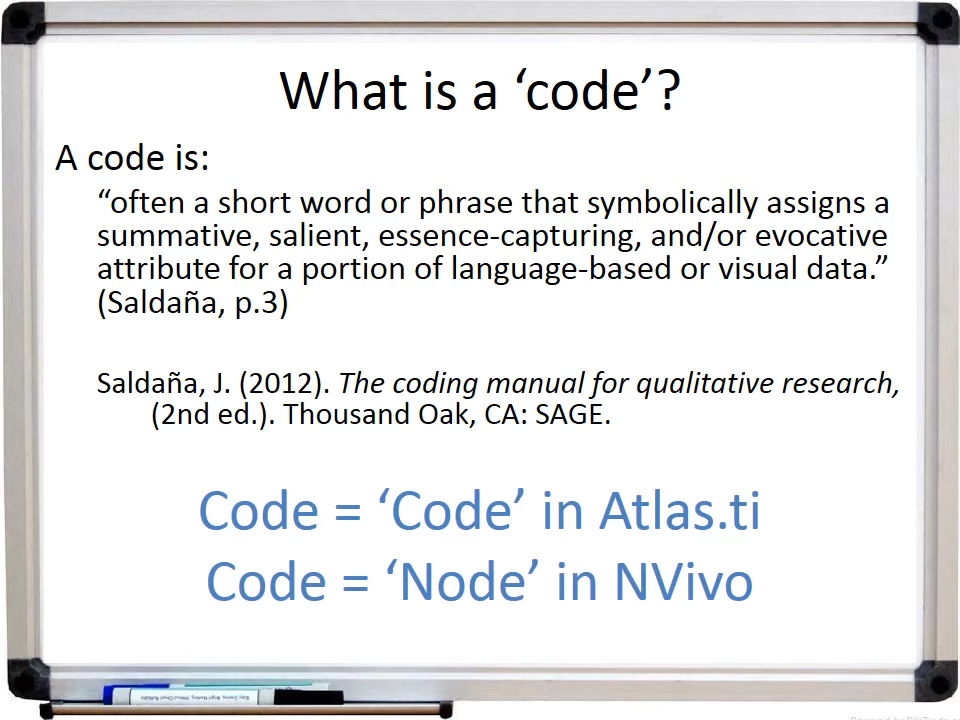 What is a ‘code’?
A code is:
“often a short word or phrase that symbolically assigns a
summative, salient, essence-capturing, and/or evocative
attribute for a portion of language-based or visual data.”
(Saldaña, p.3)
Saldaña, J. (2012). The coding manual for qualitative research,
(2nd ed.). Thousand Oak, CA: SAGE.
Code = ‘Code’ in Atlas.ti
Code = ‘Node’ in NVivo